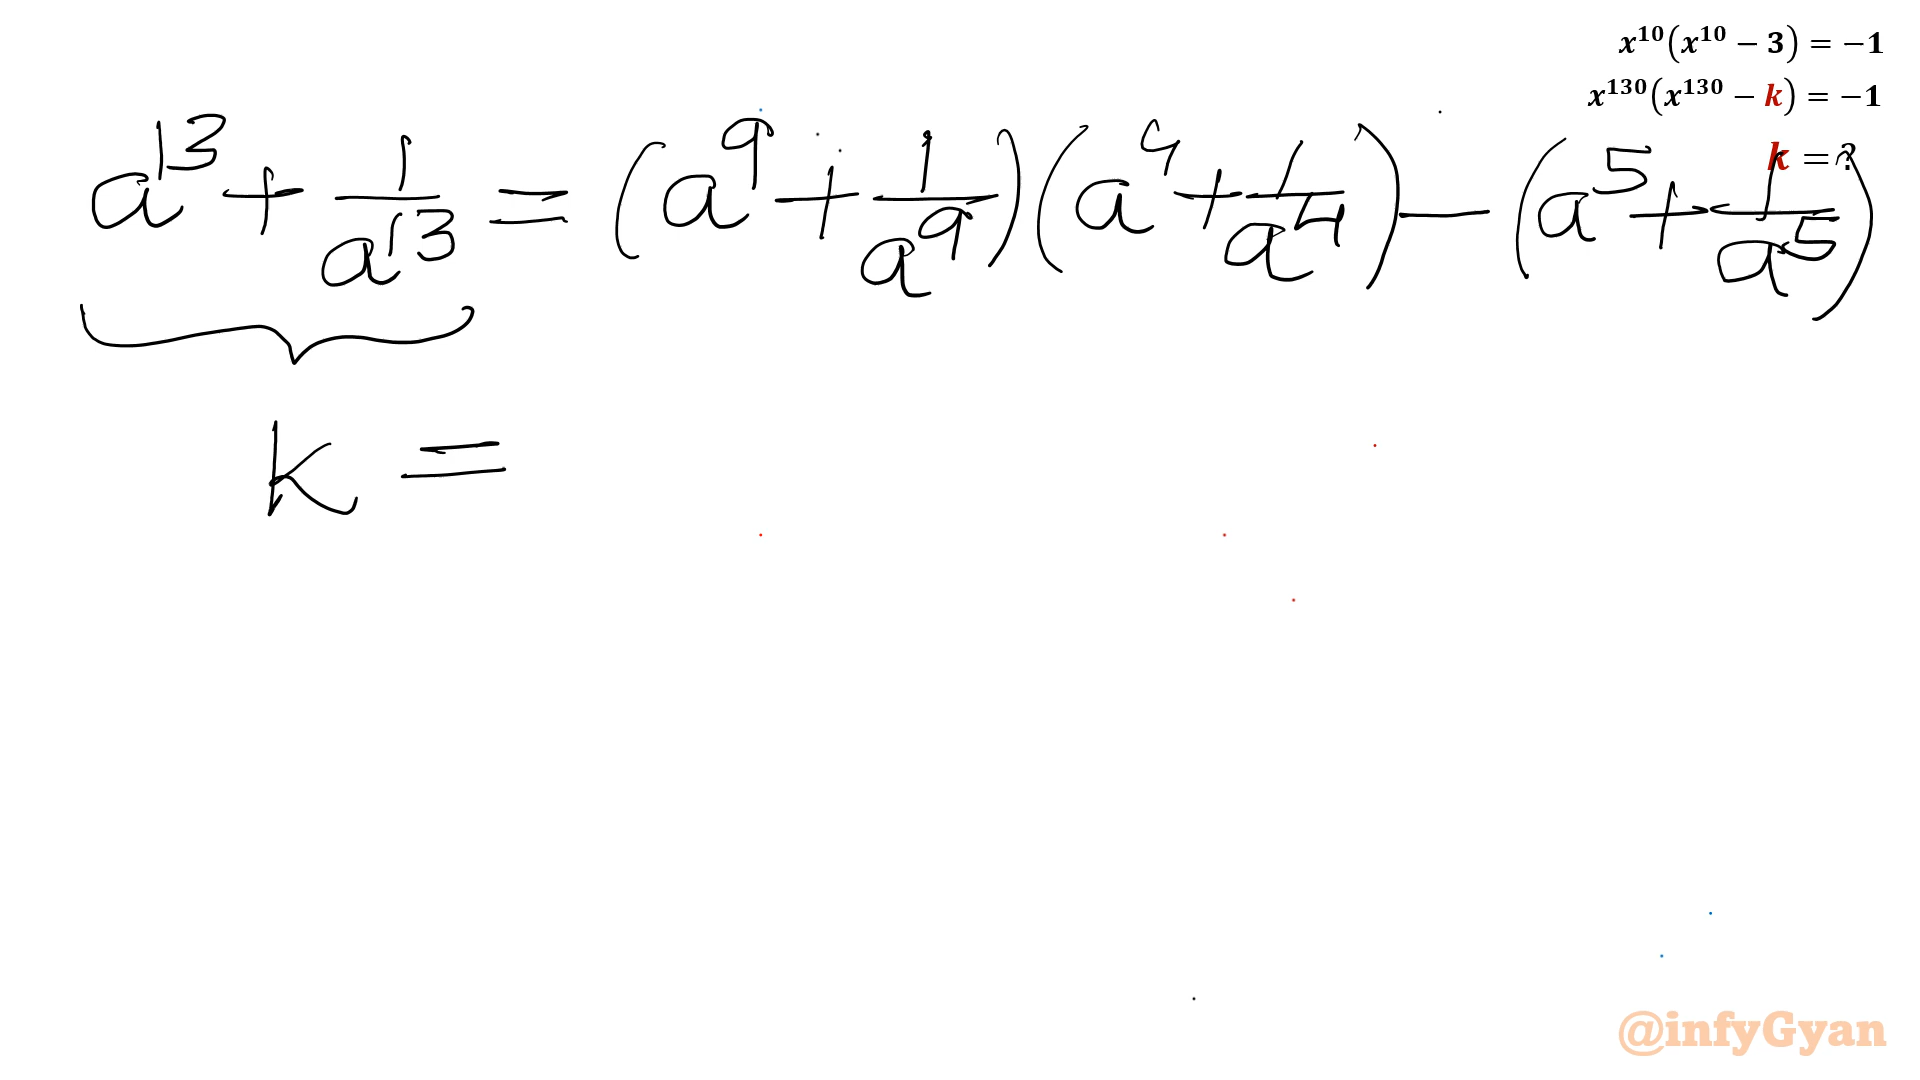 x¹⁰(x¹⁰ − 3) = −1
x¹³⁰(x¹³⁰ − k) = −1
k = ?
a¹³ + 1/a¹³ = (a⁹ + 1/a⁹)(a⁴ + 1/a⁴) − (a⁵ + 1/a⁵)
k =
@infyGyan